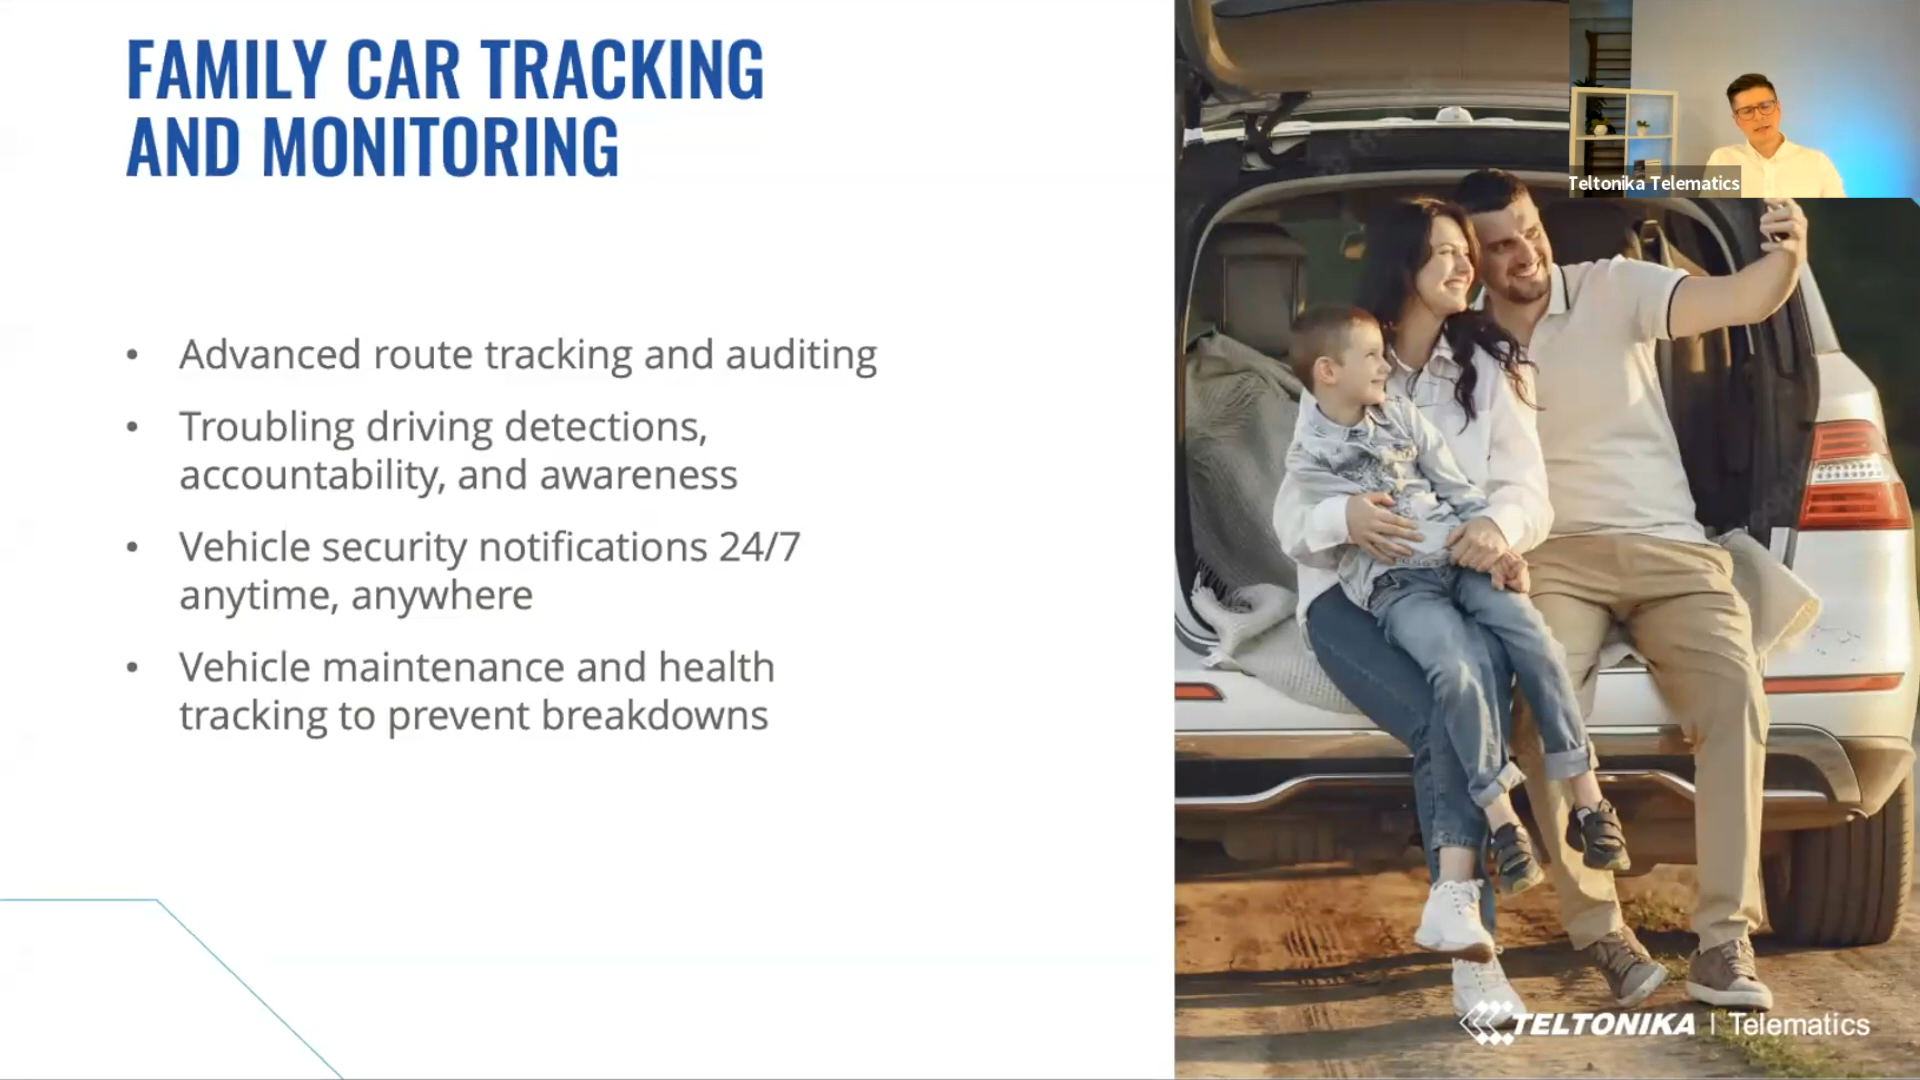 FAMILY CAR TRACKING
AND MONITORING
• Advanced route tracking and auditing
• Troubling driving detections,
accountability, and awareness
• Vehicle security notifications 24/7
anytime, anywhere
• Vehicle maintenance and health
tracking to prevent breakdowns
Teltonika Telematics
TELTONIKA | Telematics